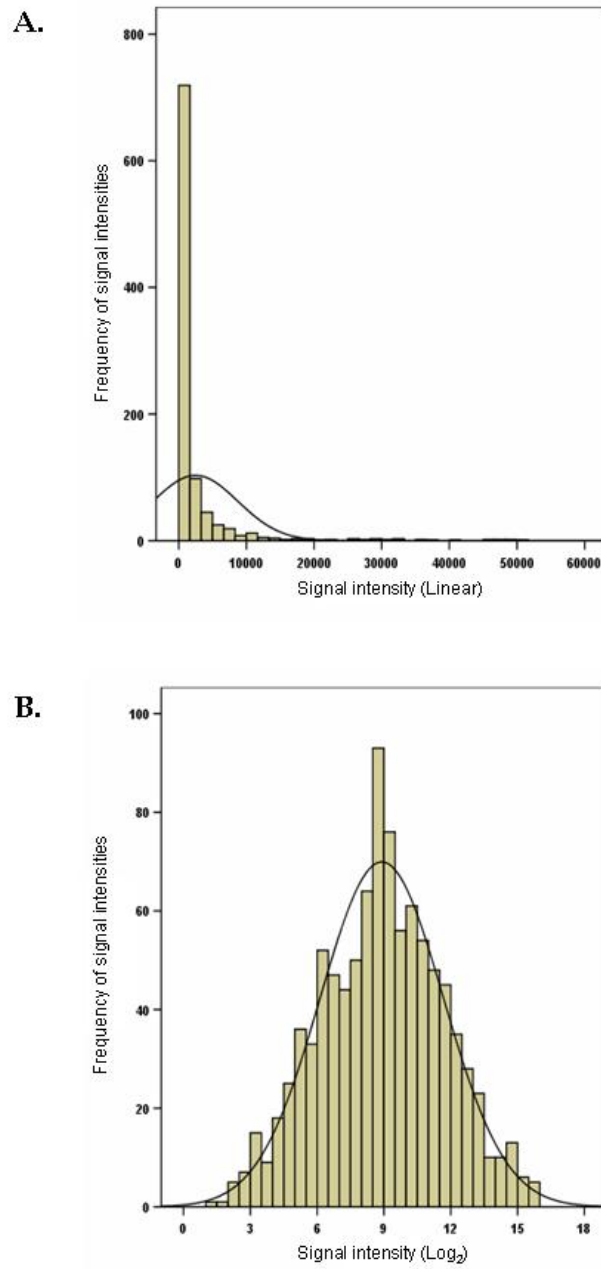 A.
800
600
400
200
0
Frequency of signal intensities
0 10000 20000 30000 40000 50000 60000
Signal intensity (Linear)
B.
100
80
60
40
20
0
Frequency of signal intensities
0 3 6 9 12 15 18
Signal intensity (Log₂)